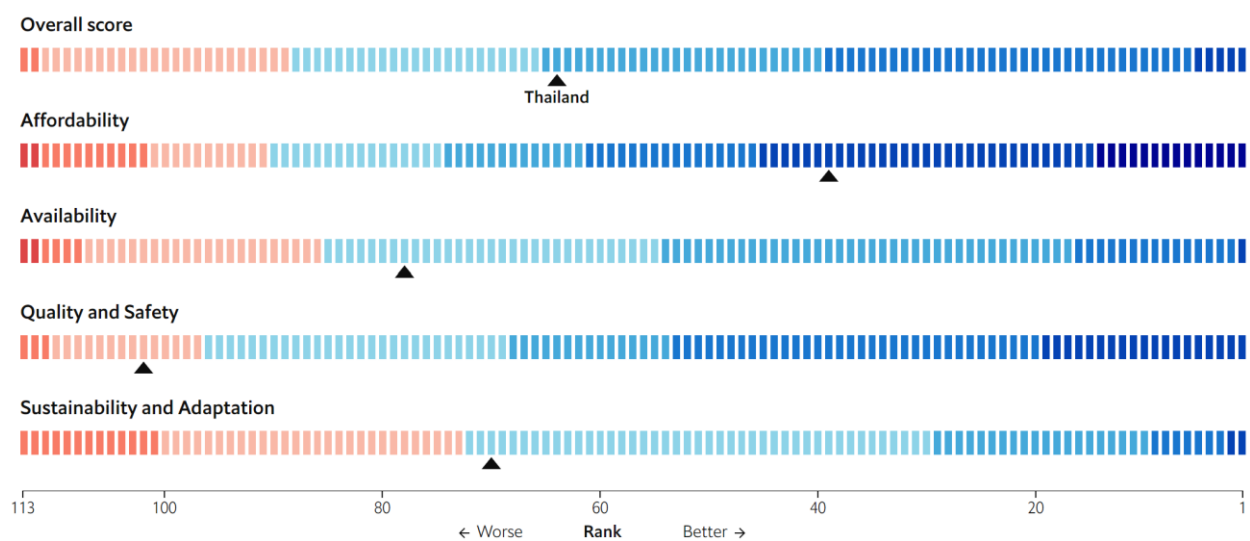 Overall score
Thailand
Affordability
Availability
Quality and Safety
Sustainability and Adaptation
113 100 80 60 40 20 1
← Worse Rank Better →